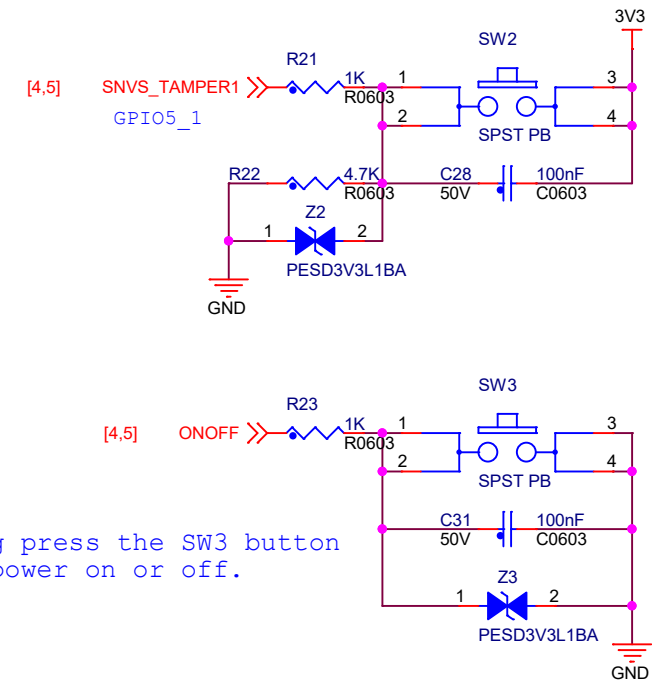 3V3
SW2
R21
1K
R0603
[4,5] SNVS_TAMPER1
GPIO5_1
1
2
3
4
SPST PB
R22
4.7K
R0603
C28
50V
100nF
C0603
Z2
1
2
PESD3V3L1BA
GND
SW3
R23
1K
R0603
[4,5] ONOFF
1
2
3
4
SPST PB
C31
50V
100nF
C0603
press the SW3 button
power on or off.
Z3
1
2
PESD3V3L1BA
GND